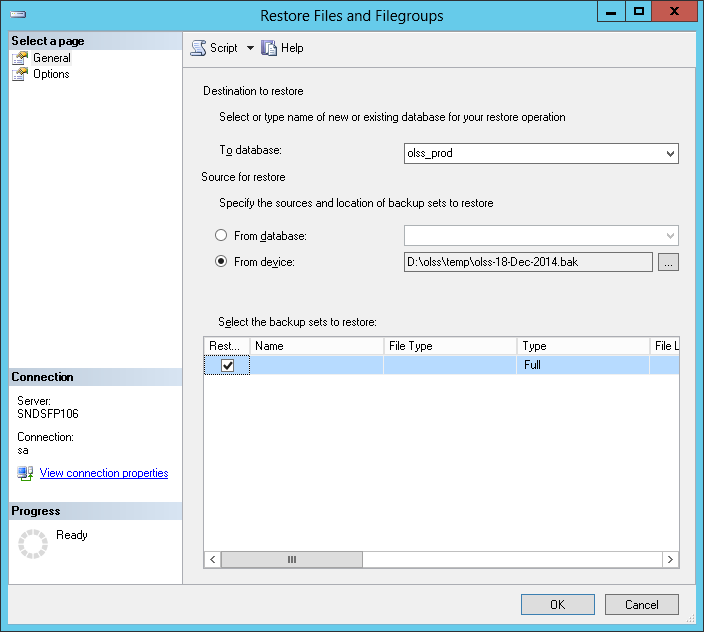 Restore Files and Filegroups
Select a page
General
Options
Script
Help
Destination to restore
Select or type name of new or existing database for your restore operation
To database:
olss_prod
Source for restore
Specify the sources and location of backup sets to restore
From database:
From device:
D:\olss\temp\olss-18-Dec-2014.bak
...
Select the backup sets to restore:
Rest... Name File Type Type File L
Full
Connection
Server:
SNDSFP106
Connection:
sa
View connection properties
Progress
Ready
OK
Cancel